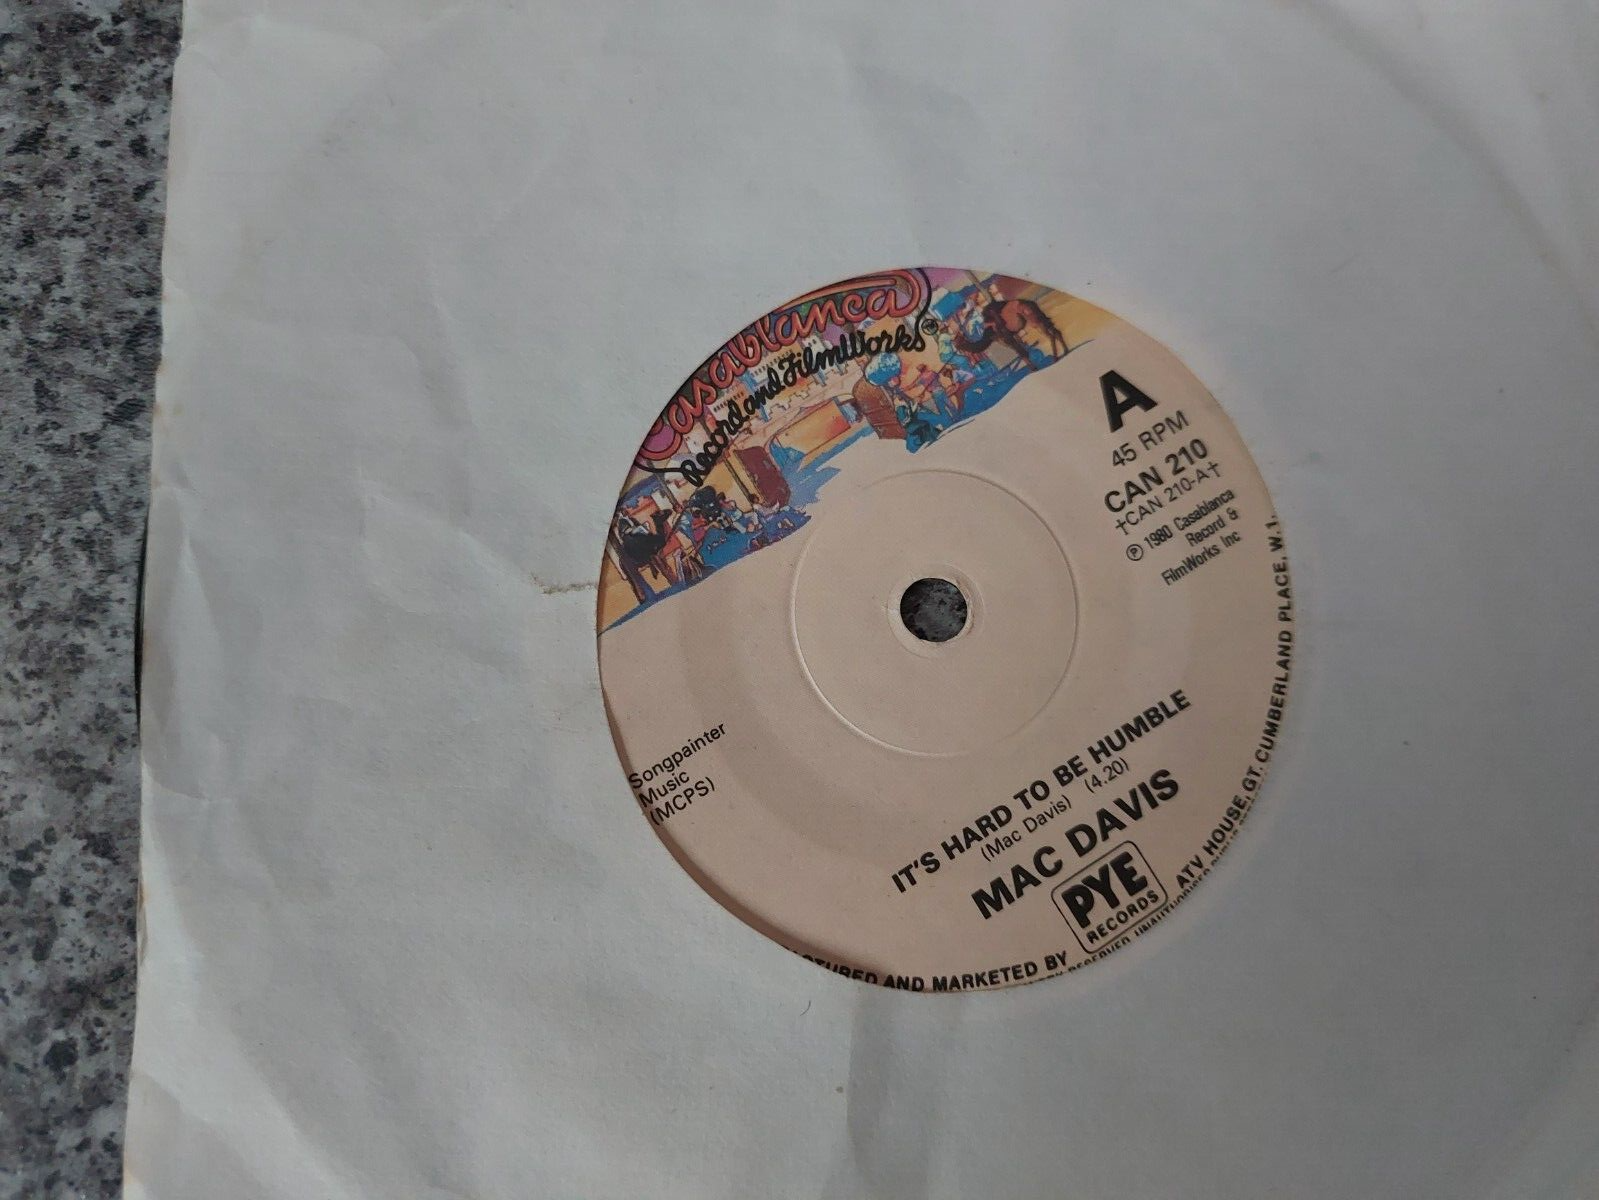 Casablanca
Record and FilmWorks
A
45 RPM
CAN 210
†CAN 210-A†
Ⓟ 1980 Casablanca
Record &
FilmWorks Inc
Songpainter
Music
(MCPS)
IT'S HARD TO BE HUMBLE
(Mac Davis) (4.20)
MAC DAVIS
AND MARKETED BY PYE RECORDS ATV HOUSE, GT. CUMBERLAND PLACE, W.1.